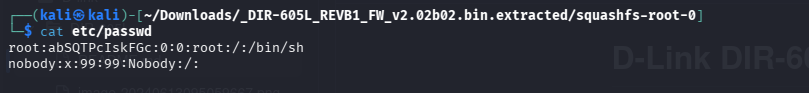 ┌──(kali㉿kali)-[~/Downloads/_DIR-605L_REVB1_FW_v2.02b02.bin.extracted/squashfs-root-0]
└─$ cat etc/passwd
root:abSQTPcIskFGc:0:0:root:/:/bin/sh
nobody:x:99:99:Nobody:/:
D-Link DIR-60